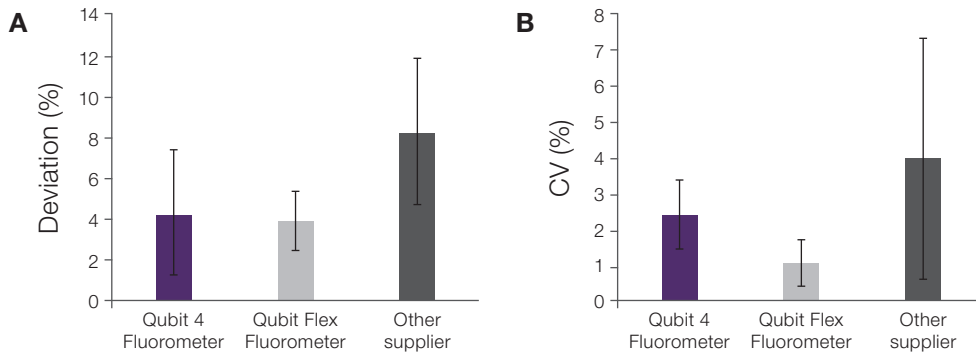 A
Deviation (%)
14
12
10
8
6
4
2
0
Qubit 4
Fluorometer
Qubit Flex
Fluorometer
Other
supplier
B
CV (%)
8
7
6
5
4
3
2
1
0
Qubit 4
Fluorometer
Qubit Flex
Fluorometer
Other
supplier